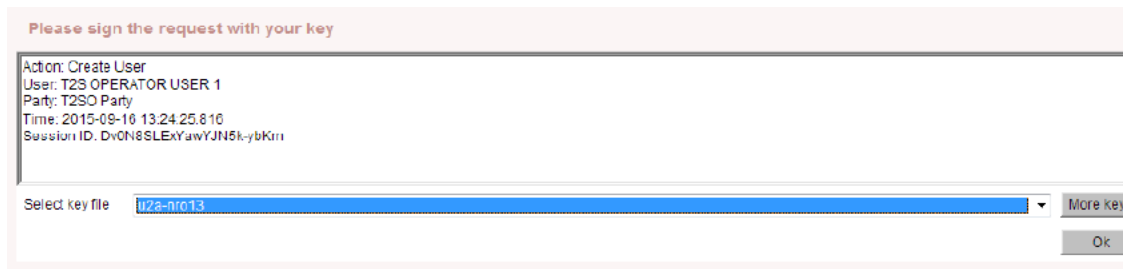 Please sign the request with your key
Action: Create User
User: T2S OPERATOR USER 1
Party: T2SO Party
Time: 2015-09-16 13:24:25.816
Session ID: Dv0N8SLExYawYJN5k-ybKm
Select key file
u2a-nro13
More key
Ok